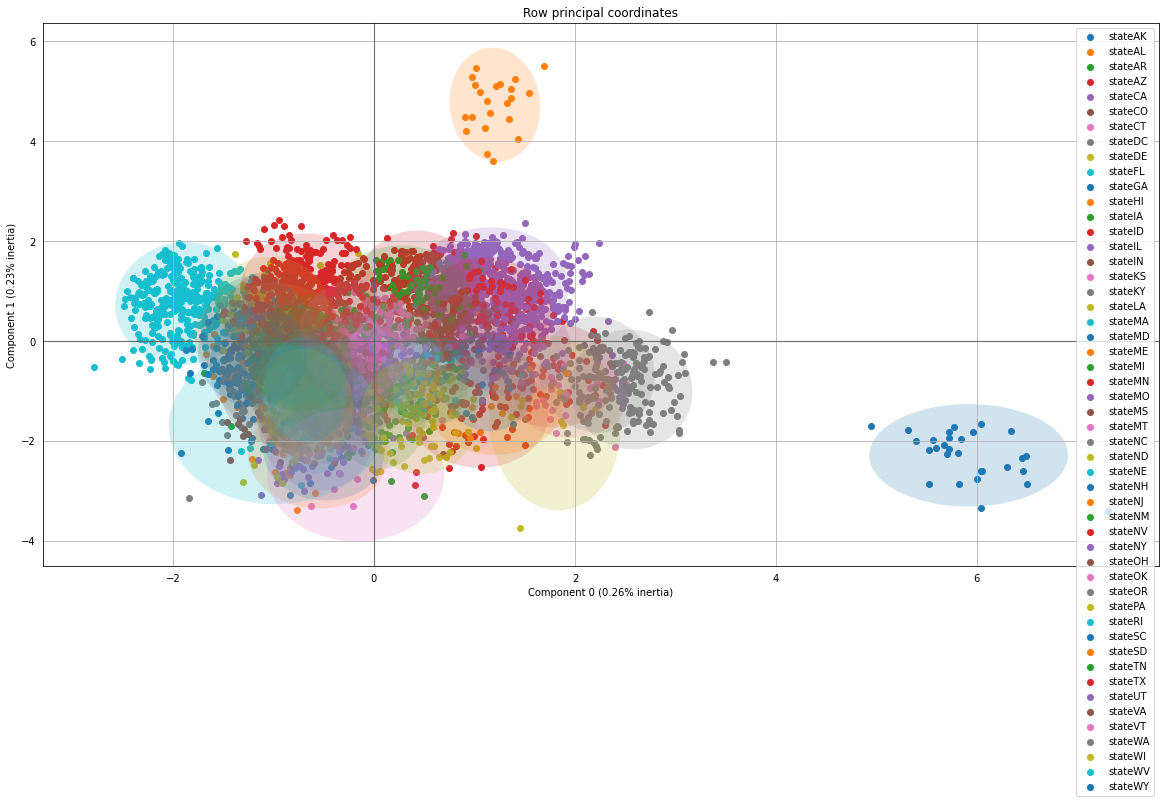 Row principal coordinates
Component 1 (0.23% inertia)
6
4
2
0
−2
−4
−2
0
2
4
6
Component 0 (0.26% inertia)
stateAK
stateAL
stateAR
stateAZ
stateCA
stateCO
stateCT
stateDC
stateDE
stateFL
stateGA
stateHI
stateIA
stateID
stateIL
stateIN
stateKS
stateKY
stateLA
stateMA
stateMD
stateME
stateMI
stateMN
stateMO
stateMS
stateMT
stateNC
stateND
stateNE
stateNH
stateNJ
stateNM
stateNV
stateNY
stateOH
stateOK
stateOR
statePA
stateRI
stateSC
stateSD
stateTN
stateTX
stateUT
stateVA
stateVT
stateWA
stateWI
stateWV
stateWY